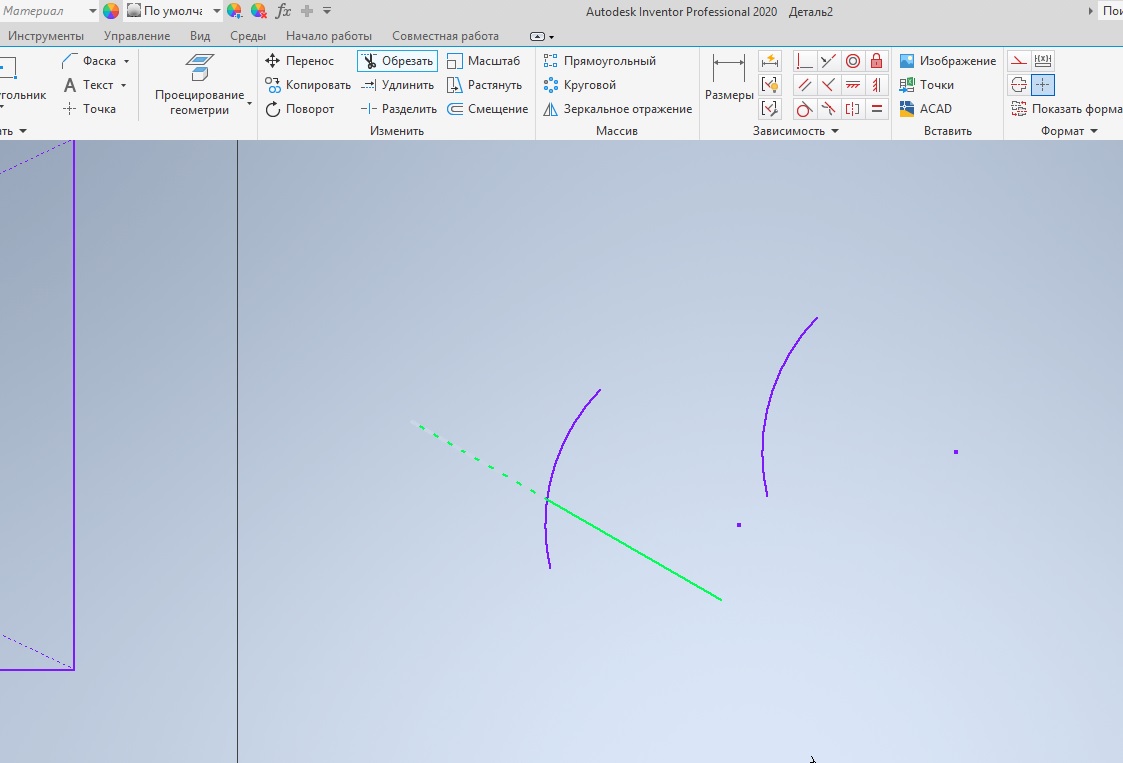 Материал По умолча fx Autodesk Inventor Professional 2020 Деталь2 Пои
Инструменты Управление Вид Среды Начало работы Совместная работа
Фаска Перенос Обрезать Масштаб Прямоугольный Изображение
гольник Текст Проецирование геометрии Копировать Удлинить Растянуть Круговой Размеры Точки
Точка Поворот Разделить Смещение Зеркальное отражение ACAD Показать форма
ать Изменить Массив Зависимость Вставить Формат